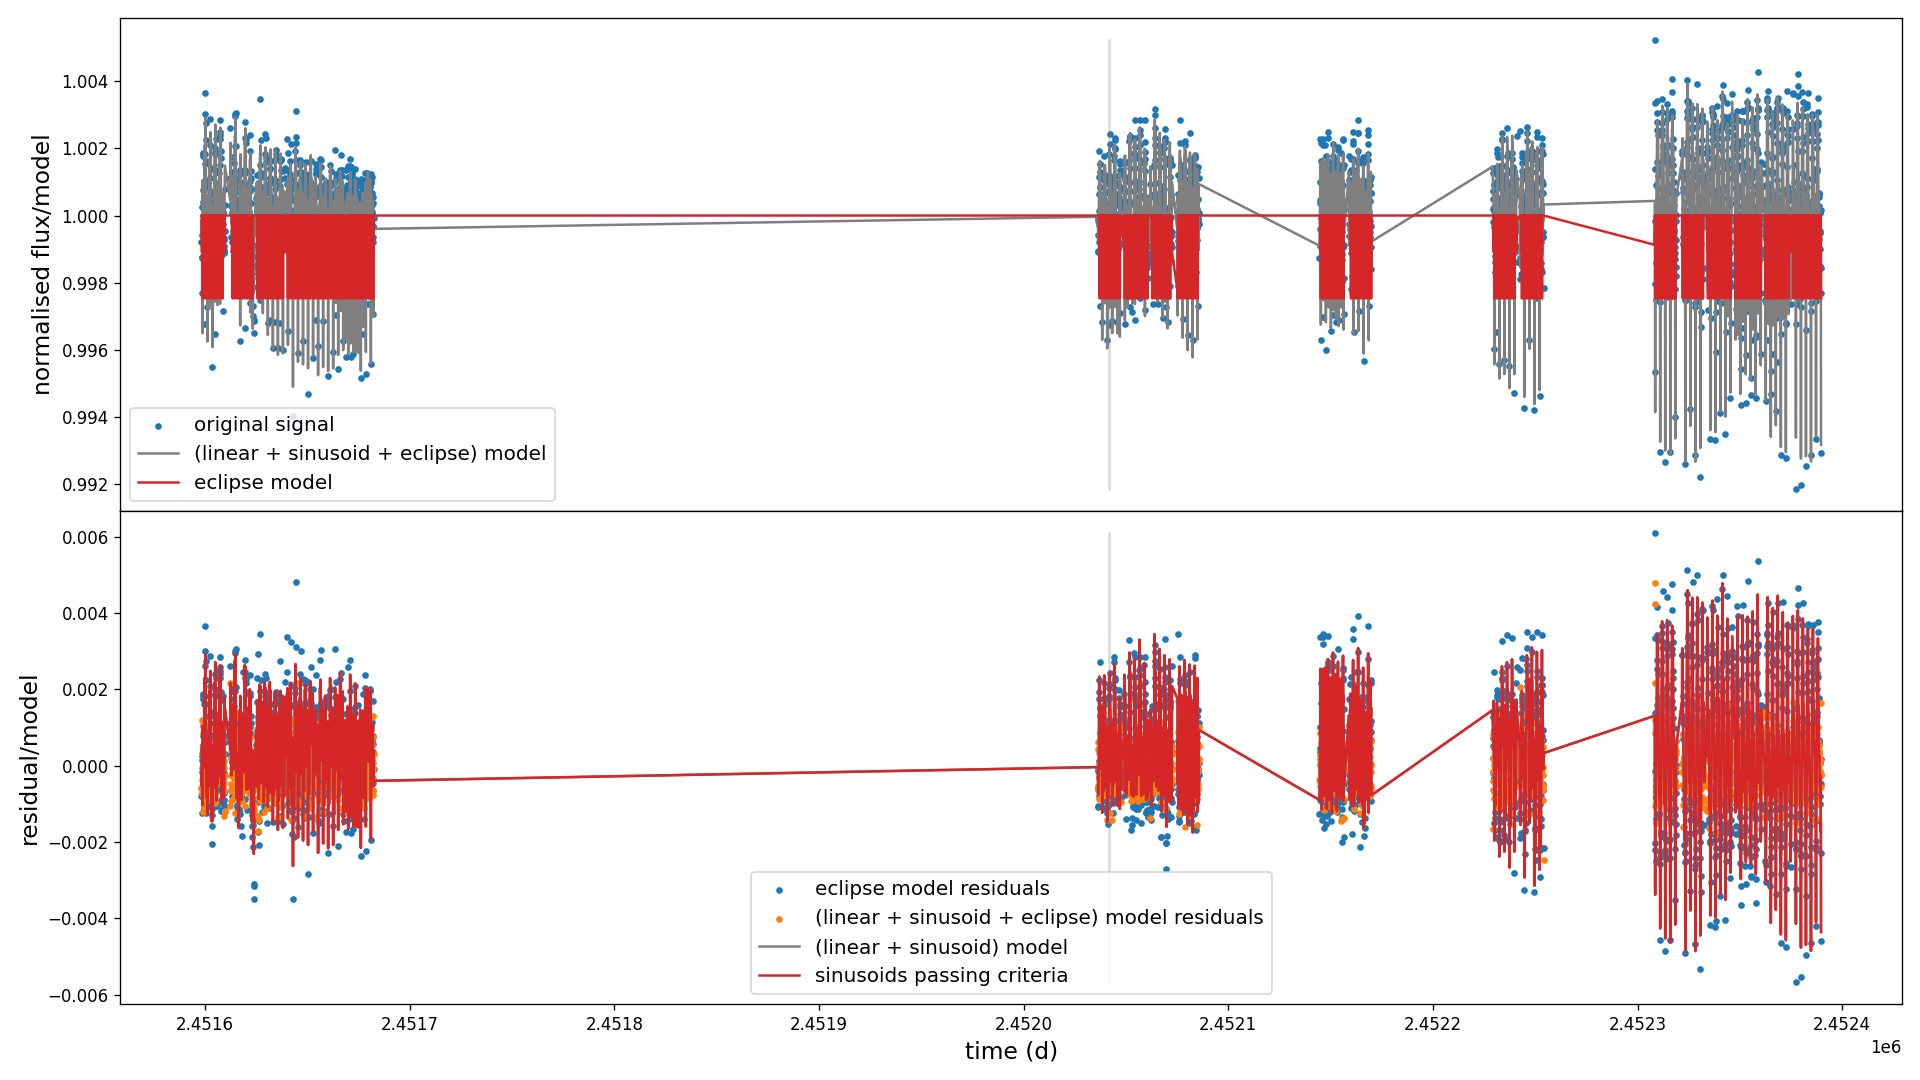 normalised flux/model
1.004
1.002
1.000
0.998
0.996
0.994
0.992
original signal
(linear + sinusoid + eclipse) model
eclipse model
residual/model
0.006
0.004
0.002
0.000
−0.002
−0.004
−0.006
eclipse model residuals
(linear + sinusoid + eclipse) model residuals
(linear + sinusoid) model
sinusoids passing criteria
2.4516
2.4517
2.4518
2.4519
2.4520
2.4521
2.4522
2.4523
2.4524
1e6
time (d)